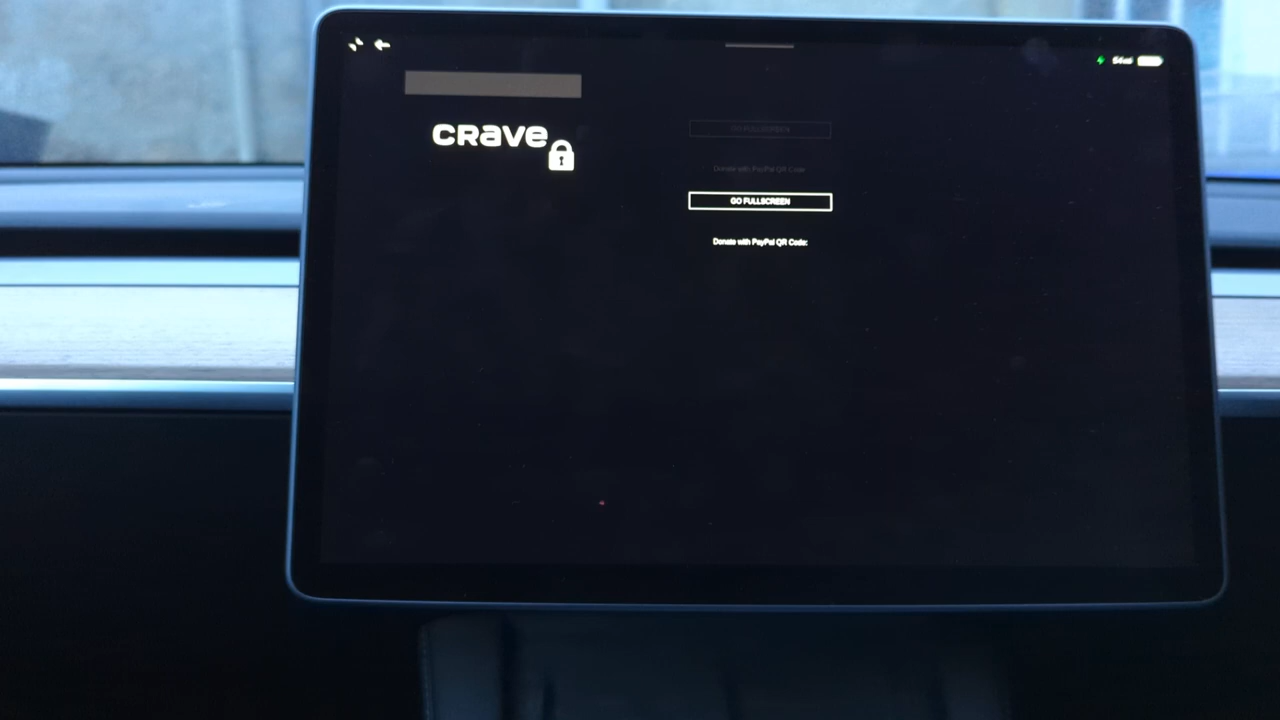 crave
GO FULLSCREEN
Donate with PayPal QR Code
GO FULLSCREEN
Donate with PayPal QR Code: